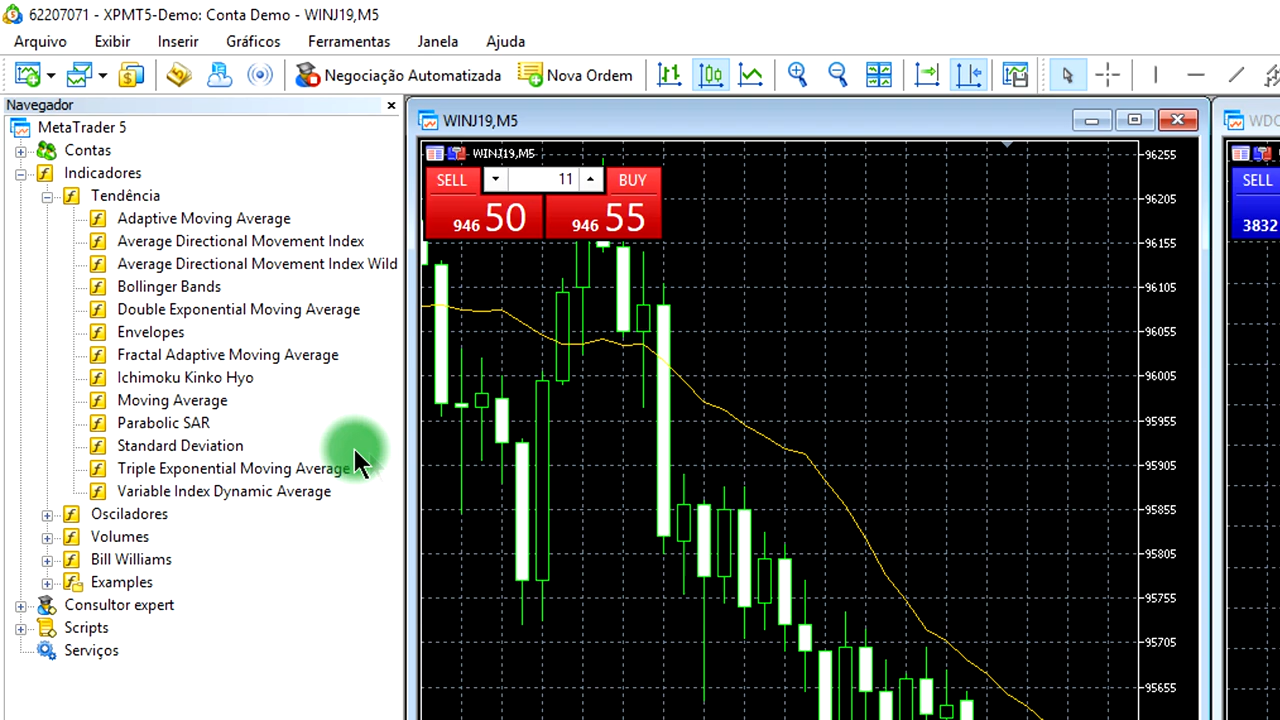 62207071 - XPMT5-Demo: Conta Demo - WINJ19,M5
Arquivo Exibir Inserir Gráficos Ferramentas Janela Ajuda
Negociação Automatizada Nova Ordem
Navegador
MetaTrader 5
Contas
Indicadores
Tendência
Adaptive Moving Average
Average Directional Movement Index
Average Directional Movement Index Wild
Bollinger Bands
Double Exponential Moving Average
Envelopes
Fractal Adaptive Moving Average
Ichimoku Kinko Hyo
Moving Average
Parabolic SAR
Standard Deviation
Triple Exponential Moving Average
Variable Index Dynamic Average
Osciladores
Volumes
Bill Williams
Examples
Consultor expert
Scripts
Serviços
WINJ19,M5
WINJ19,M5
SELL 11 BUY
946 50 946 55
96255
96205
96155
96105
96055
96005
95955
95905
95855
95805
95755
95705
95655
WDO
SELL
3832